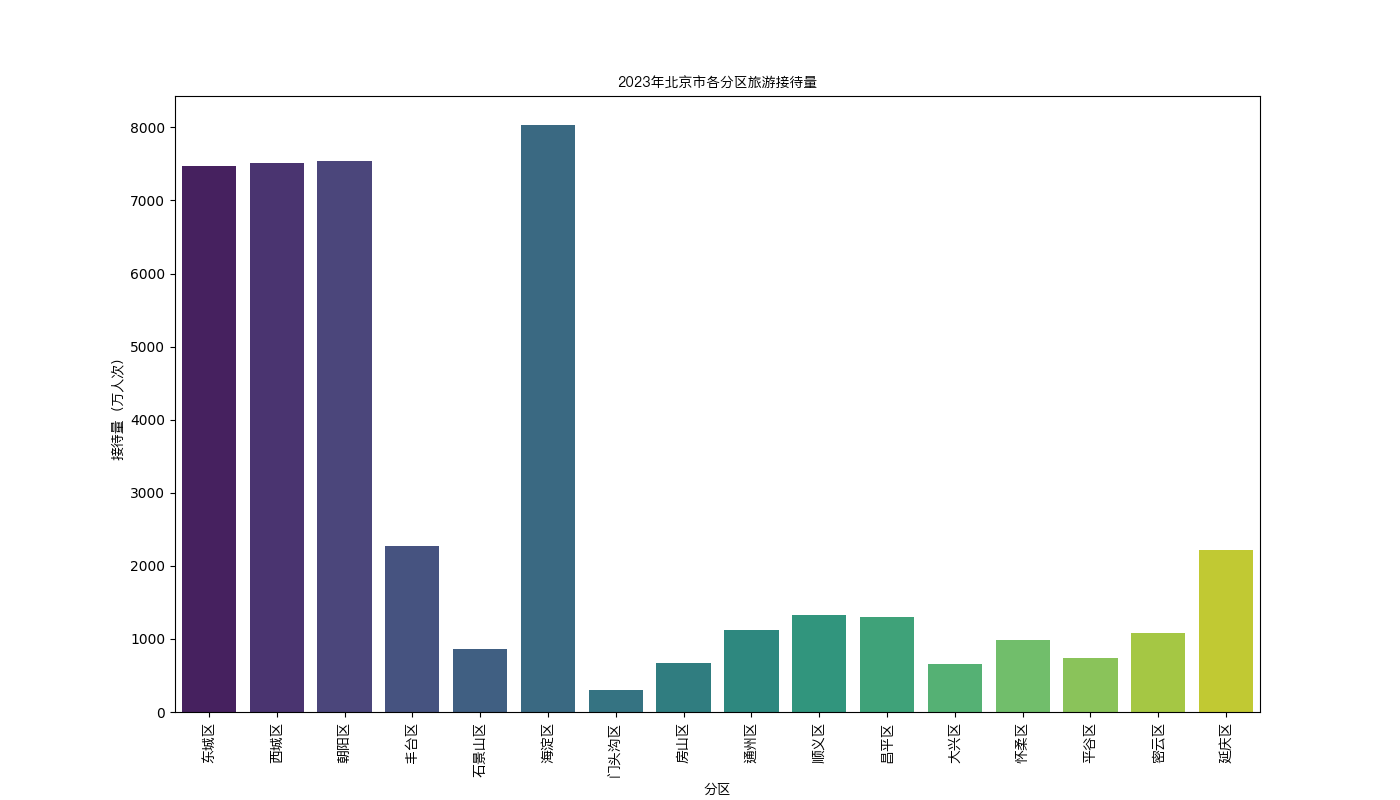 2023年北京市各分区旅游接待量
接待量（万人次）
8000
7000
6000
5000
4000
3000
2000
1000
0
东城区
西城区
朝阳区
丰台区
石景山区
海淀区
门头沟区
房山区
通州区
顺义区
昌平区
大兴区
怀柔区
平谷区
密云区
延庆区
分区